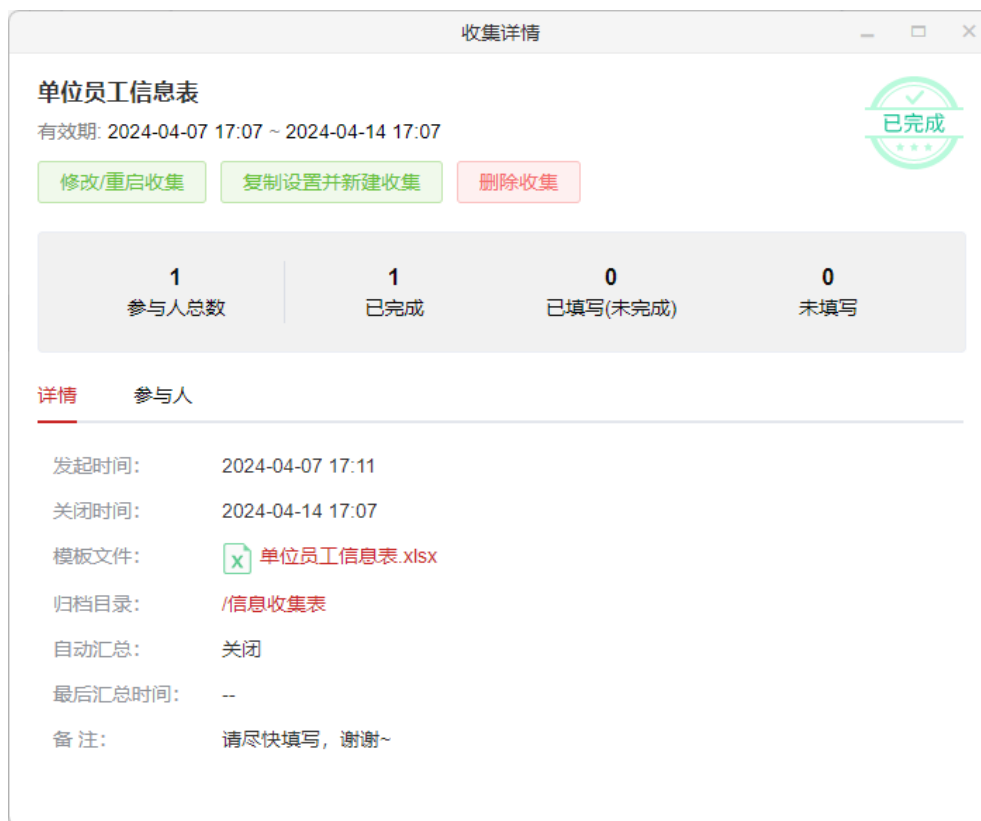 收集详情
单位员工信息表
有效期: 2024-04-07 17:07 ~ 2024-04-14 17:07
已完成
修改/重启收集 复制设置并新建收集 删除收集
1 1 0 0
参与人总数 已完成 已填写(未完成) 未填写
详情 参与人
发起时间: 2024-04-07 17:11
关闭时间: 2024-04-14 17:07
模板文件: X 单位员工信息表.xlsx
归档目录: /信息收集表
自动汇总: 关闭
最后汇总时间: --
备 注: 请尽快填写，谢谢~